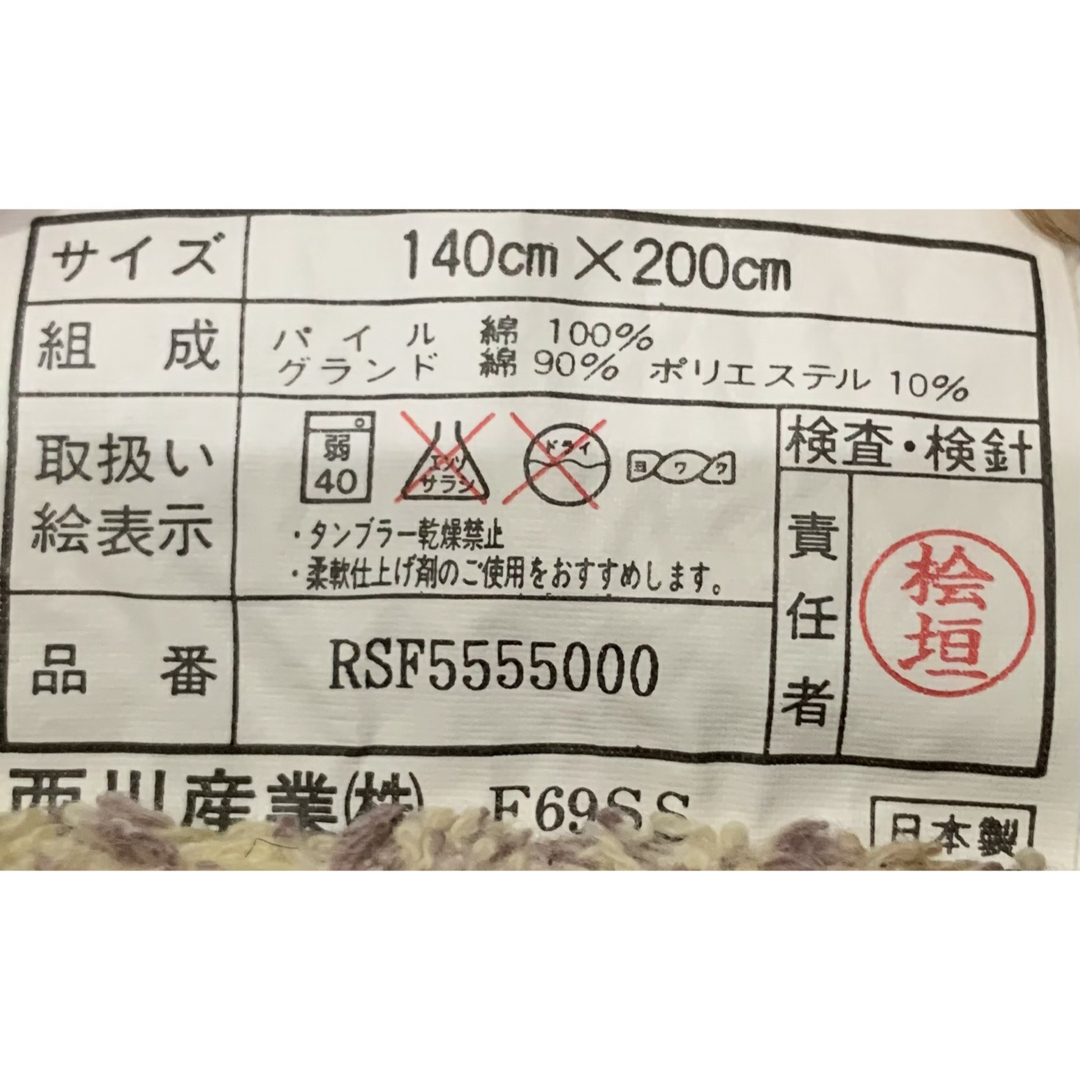 サイズ 140cm×200cm
組成 パイル 綿 100%
グランド 綿 90% ポリエステル 10%
取扱い
絵表示
弱
40
エンソ
サラシ
ドライ
ヨワク
・タンブラー乾燥禁止
・柔軟仕上げ剤のご使用をおすすめします。
検査・検針
責任者
桧垣
品番 RSF5555000
西川産業(株) F69SS
日本製